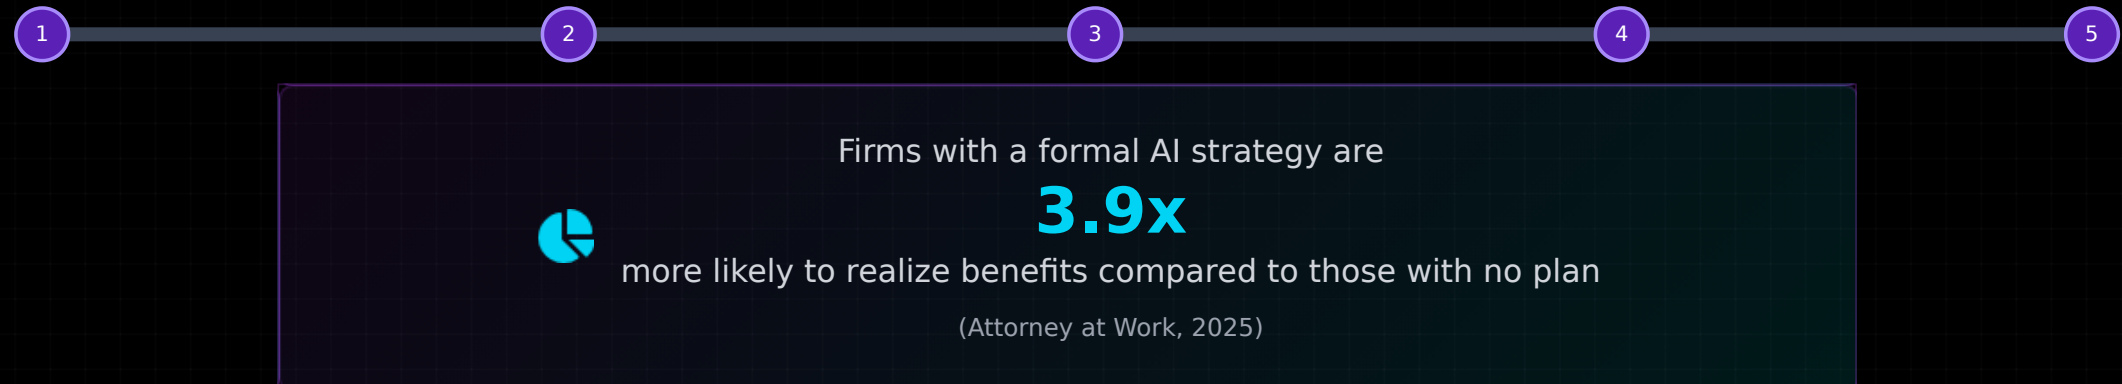 1 2 3 4 5
Firms with a formal AI strategy are
3.9x
more likely to realize benefits compared to those with no plan
(Attorney at Work, 2025)